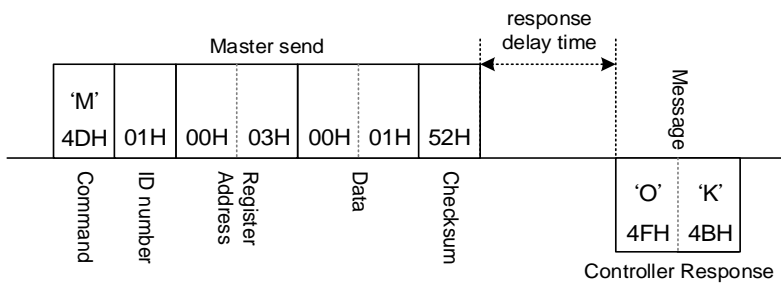 response
delay time
Master send
'M'
4DH 01H 00H 03H 00H 01H 52H
Command
ID number
Register
Address
Data
Checksum
Message
'O' 'K'
4FH 4BH
Controller Response